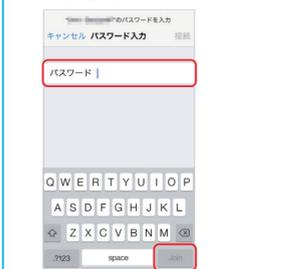 "のパスワードを入力
キャンセル パスワード入力 接続
パスワード
Q W E R T Y U I O P
A S D F G H J K L
Z X C V B N M
.?123 space Join